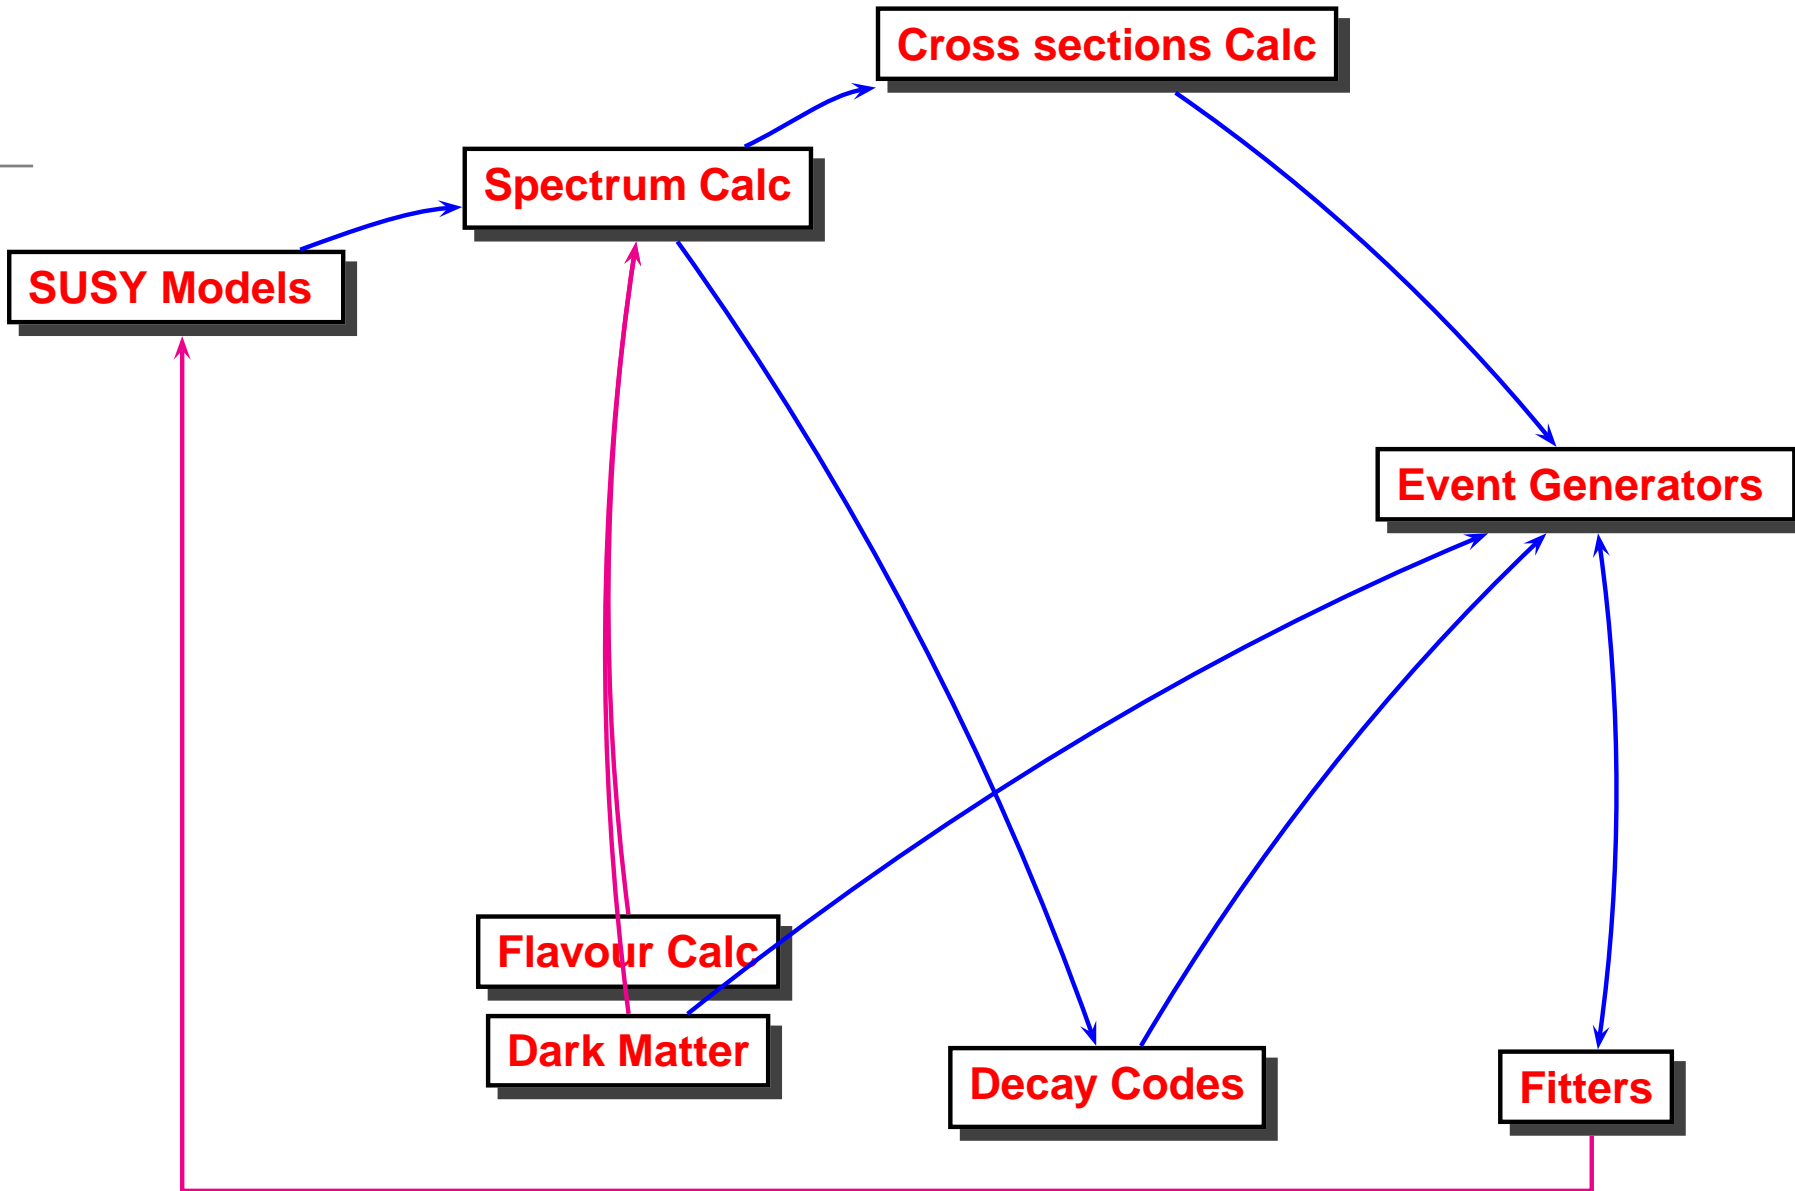 Cross sections Calc
Spectrum Calc
SUSY Models
Event Generators
Flavour Calc
Dark Matter
Decay Codes
Fitters